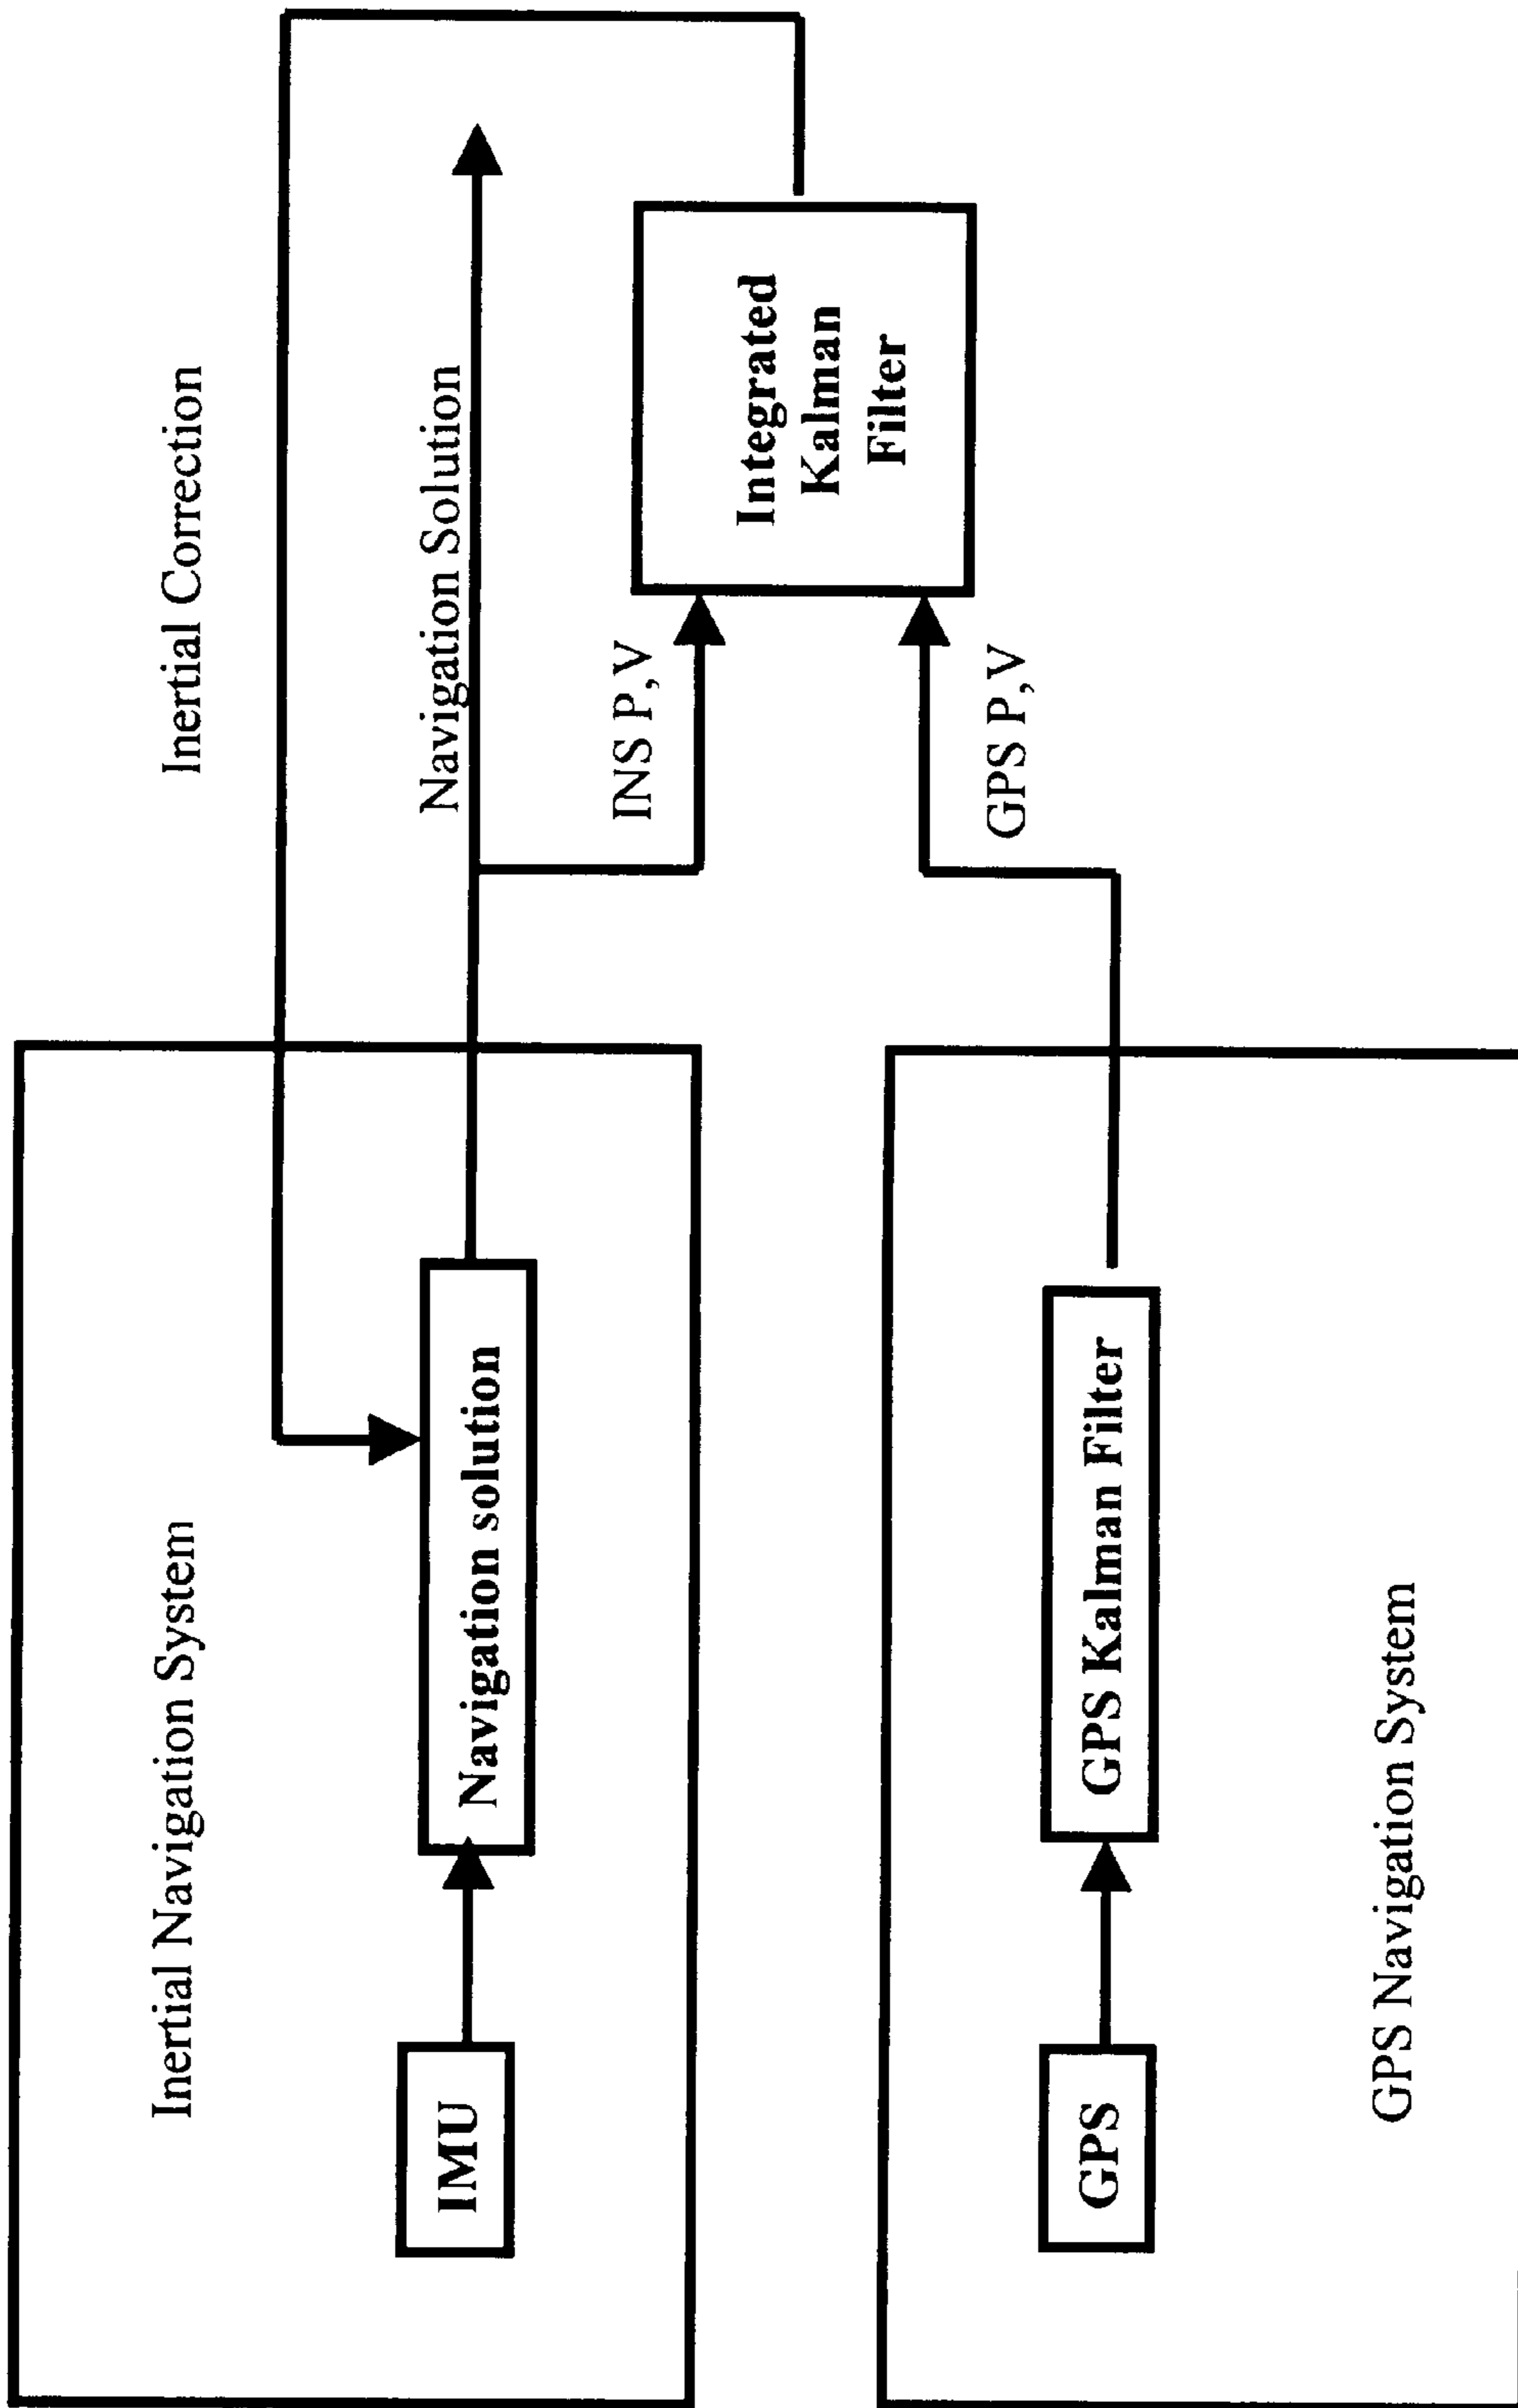 Inertial Navigation System
Inertial Correction
IMU
Navigation solution
Navigation Solution
INS P,V
Integrated
Kalman
Filter
GPS P,V
GPS
GPS Kalman Filter
GPS Navigation System